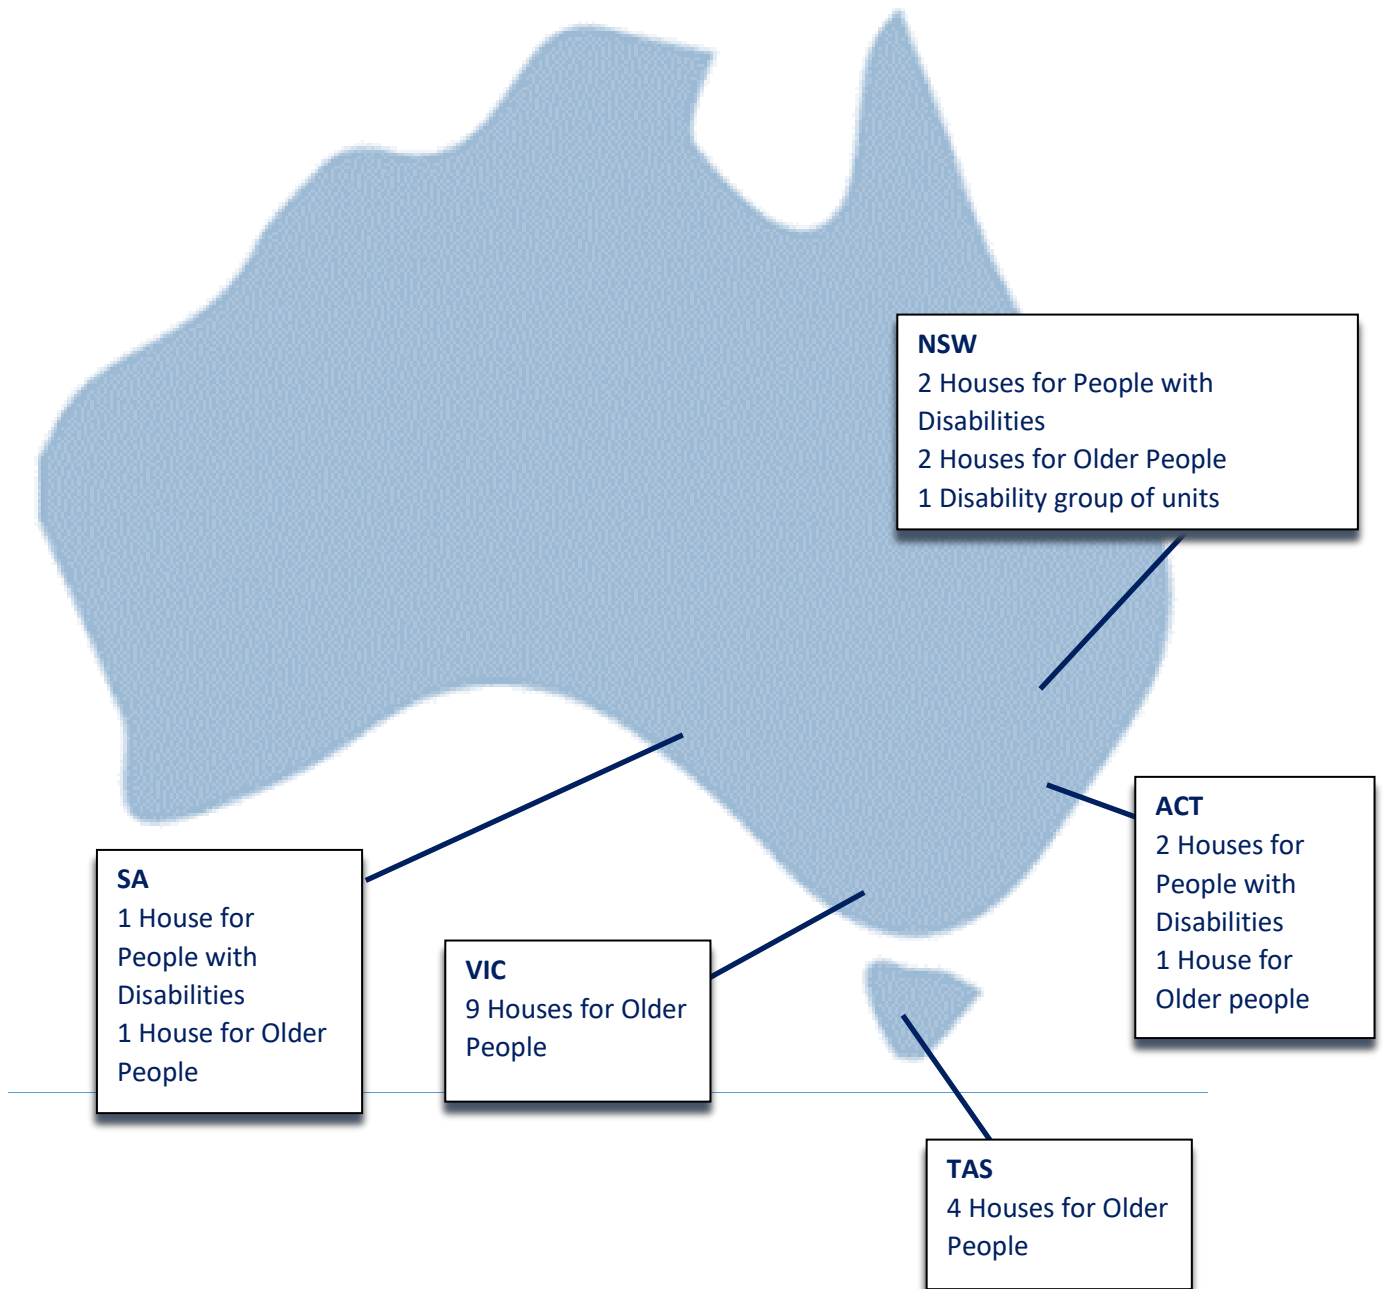 NSW
2 Houses for People with
Disabilities
2 Houses for Older People
1 Disability group of units
ACT
2 Houses for
People with
Disabilities
1 House for
Older people
SA
1 House for
People with
Disabilities
1 House for Older
People
VIC
9 Houses for Older
People
TAS
4 Houses for Older
People